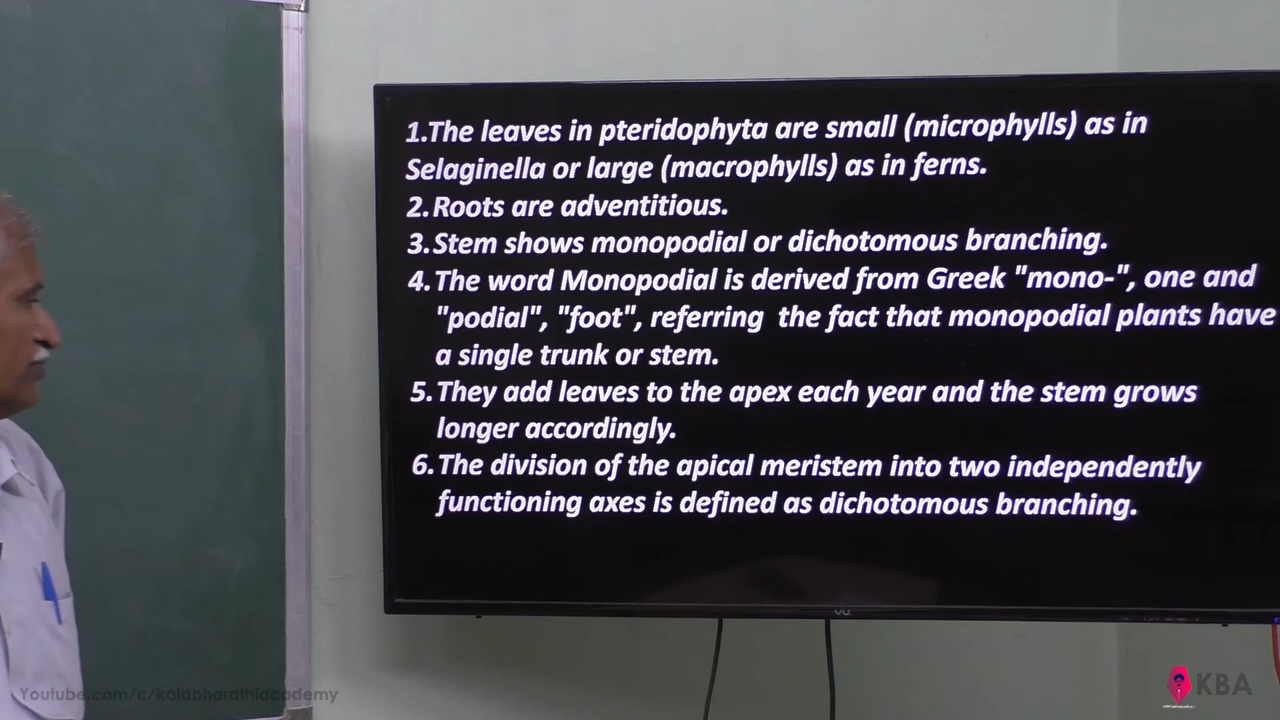 1.The leaves in pteridophyta are small (microphylls) as in
Selaginella or large (macrophylls) as in ferns.
2.Roots are adventitious.
3.Stem shows monopodial or dichotomous branching.
4.The word Monopodial is derived from Greek "mono-", one and
"podial", "foot", referring the fact that monopodial plants have
a single trunk or stem.
5.They add leaves to the apex each year and the stem grows
longer accordingly.
6.The division of the apical meristem into two independently
functioning axes is defined as dichotomous branching.
Youtube.com/c/kalabharathiacademy
KBA